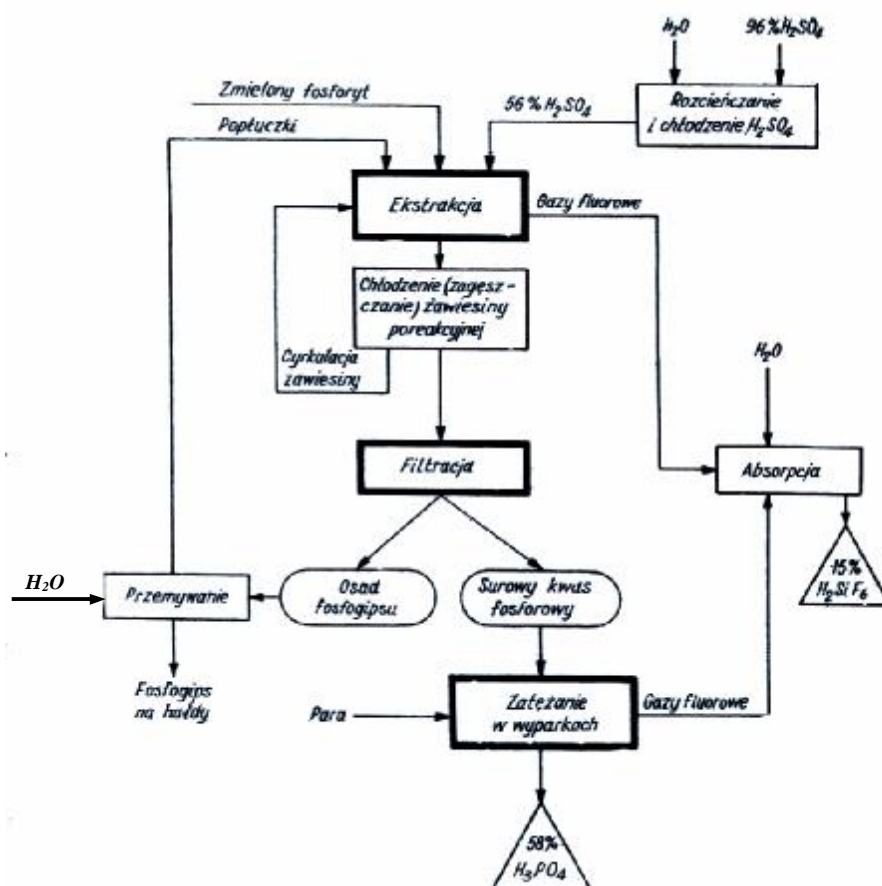 H₂O
96% H₂SO₄
Rozcieńczanie
i chłodzenie H₂SO₄
56% H₂SO₄
Zmielony fosforyt
Popłuczki
Ekstrakcja
Gazy fluorowe
Chłodzenie (zagęsz-
czanie) zawiesiny
poreakcyjnej
Cyrkulacja
zawiesiny
H₂O
Filtracja
Absorpcja
15%
H₂SiF₆
H₂O
Przemywanie
Osad
fosfogipsu
Surowy kwas
fosforowy
Fosfogips
na hałdy
Para
Zatężanie
w wyparkach
Gazy fluorowe
58%
H₃PO₄